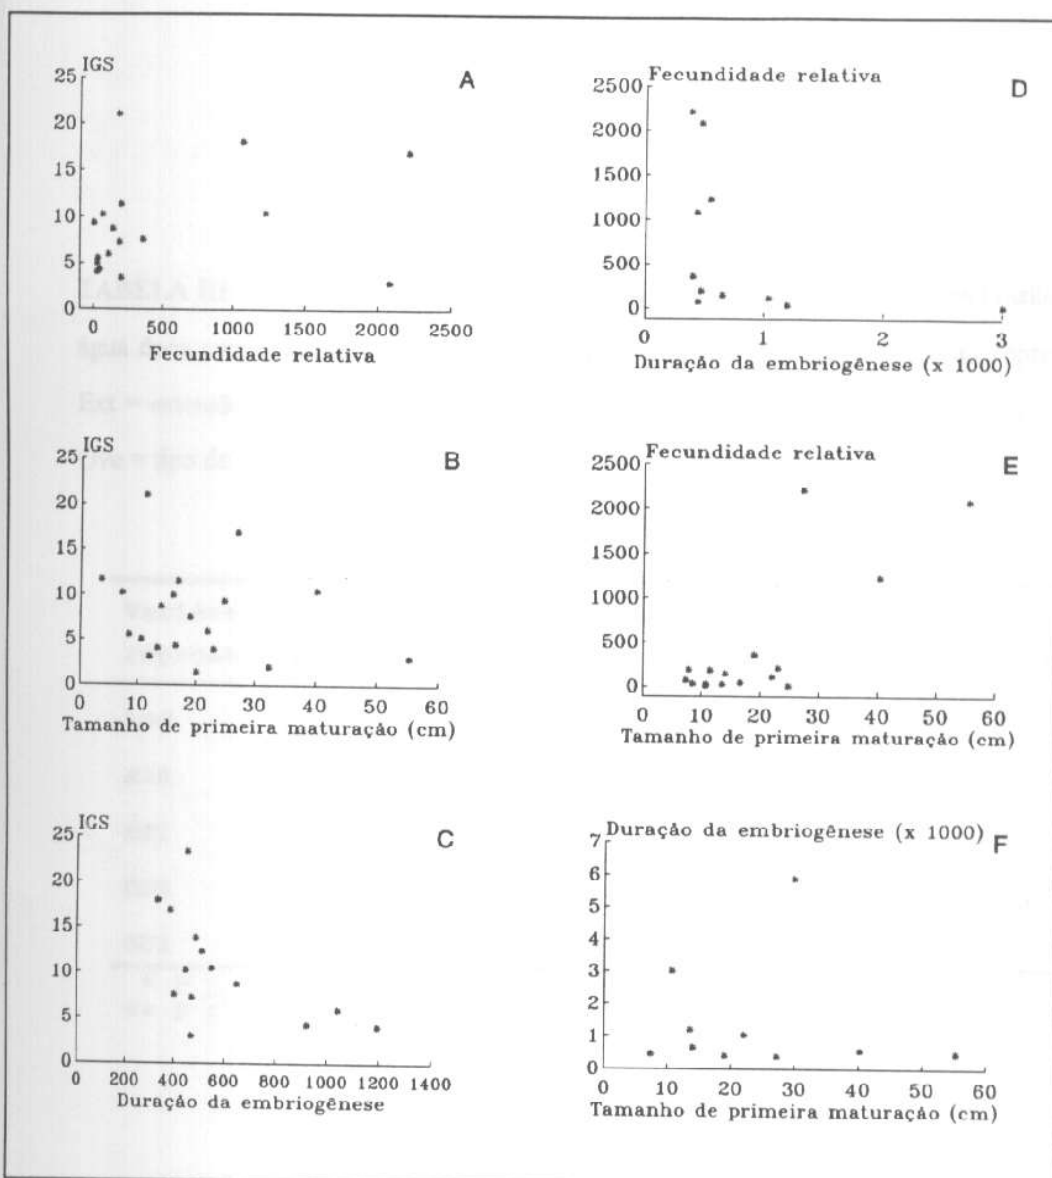 IGS
A
25
20
15
10
5
0
0 500 1000 1500 2000 2500
Fecundidade relativa
Fecundidade relativa
D
2500
2000
1500
1000
500
0
0 1 2 3
Duração da embriogênese (x 1000)
IGS
B
25
20
15
10
5
0
0 10 20 30 40 50 60
Tamanho de primeira maturação (cm)
Fecundidade relativa
E
2500
2000
1500
1000
500
0
0 10 20 30 40 50 60
Tamanho de primeira maturação (cm)
IGS
C
25
20
15
10
5
0
0 200 400 600 800 1000 1200 1400
Duração da embriogênese
Duração da embriogênese (x 1000)
F
7
6
5
4
3
2
1
0
0 10 20 30 40 50 60
Tamanho de primeira maturação (cm)